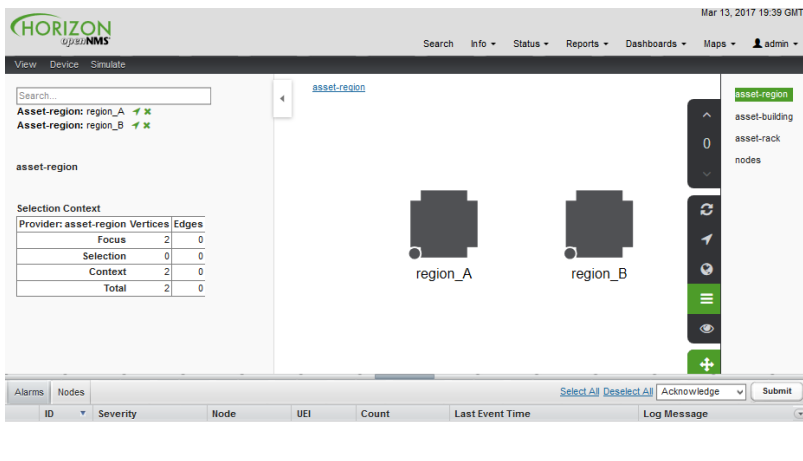 Mar 13, 2017 19:39 GMT
HORIZON
openNMS
Search Info Status Reports Dashboards Maps admin
View Device Simulate
Search...
Asset-region: region_A
Asset-region: region_B
asset-region
Selection Context
Provider: asset-region Vertices Edges
Focus 2 0
Selection 0 0
Context 2 0
Total 2 0
asset-region
region_A
region_B
0
asset-region
asset-building
asset-rack
nodes
Alarms Nodes
Select All Deselect All Acknowledge Submit
ID Severity Node UEI Count Last Event Time Log Message